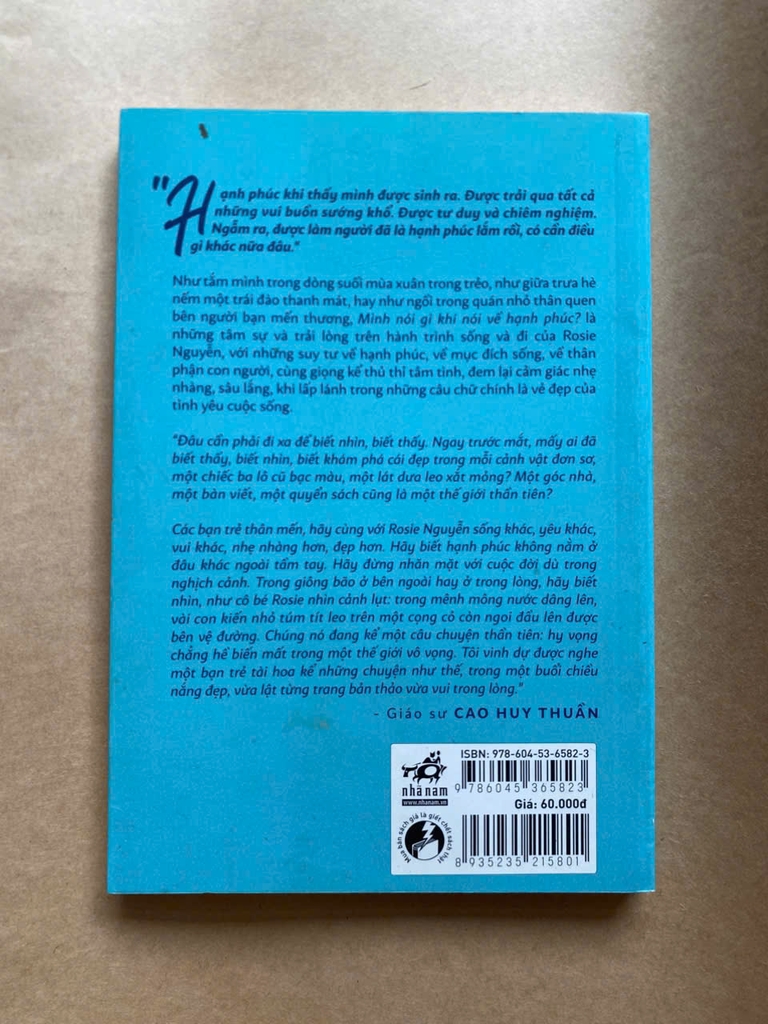 "Hạnh phúc khi thấy mình được sinh ra. Được trải qua tất cả
những vui buồn sướng khổ. Được tư duy và chiêm nghiệm.
Ngẫm ra, được làm người đã là hạnh phúc lắm rồi, có cần điều
gì khác nữa đâu."
Như tắm mình trong dòng suối mùa xuân trong trẻo, như giữa trưa hè
nếm một trái đào thanh mát, hay như ngồi trong quán nhỏ thân quen
bên người bạn mến thương, Mình nói gì khi nói về hạnh phúc? là
những tâm sự và trải lòng trên hành trình sống và đi của Rosie
Nguyễn, với những suy tư về hạnh phúc, về mục đích sống, về thân
phận con người, cùng giọng kể thủ thỉ tâm tình, đem lại cảm giác nhẹ
nhàng, sâu lắng, khi lấp lánh trong những câu chữ chính là vẻ đẹp của
tình yêu cuộc sống.
"Đâu cần phải đi xa để biết nhìn, biết thấy. Ngay trước mắt, mấy ai đã
biết thấy, biết nhìn, biết khám phá cái đẹp trong mỗi cảnh vật đơn sơ,
một chiếc ba lô cũ bạc màu, một lát dưa leo xắt mỏng? Một góc nhà,
một bàn viết, một quyển sách cũng là một thế giới thần tiên?
Các bạn trẻ thân mến, hãy cùng với Rosie Nguyễn sống khác, yêu khác,
vui khác, nhẹ nhàng hơn, đẹp hơn. Hãy biết hạnh phúc không nằm ở
đâu khác ngoài tầm tay. Hãy đừng nhăn mặt với cuộc đời dù trong
nghịch cảnh. Trong giông bão ở bên ngoài hay ở trong lòng, hãy biết
nhìn, như cô bé Rosie nhìn cảnh lụt: trong mênh mông nước dâng lên,
vài con kiến nhỏ túm tít leo trên một cọng cỏ còn ngoi đầu lên được
bên vệ đường. Chúng nó đang kể một câu chuyện thần tiên: hy vọng
chẳng hề biến mất trong một thế giới vô vọng. Tôi vinh dự được nghe
một bạn trẻ tài hoa kể những chuyện như thế, trong một buổi chiều
nắng đẹp, vừa lật từng trang bản thảo vừa vui trong lòng."
- Giáo sư CAO HUY THUẦN
ISBN: 978-604-53-6582-3
nhã nam
www.nhanam.vn
9 786045 365823
Giá: 60.000đ
Mua bán sách giả là giết chết sách thật
8 935235 215801